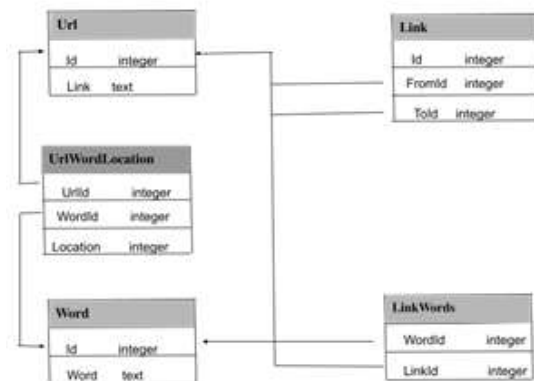 Url
Id integer
Link text
Link
Id integer
FromId integer
ToId integer
UrlWordLocation
UrlId integer
WordId integer
Location integer
Word
Id integer
Word text
LinkWords
WordId integer
LinkId integer